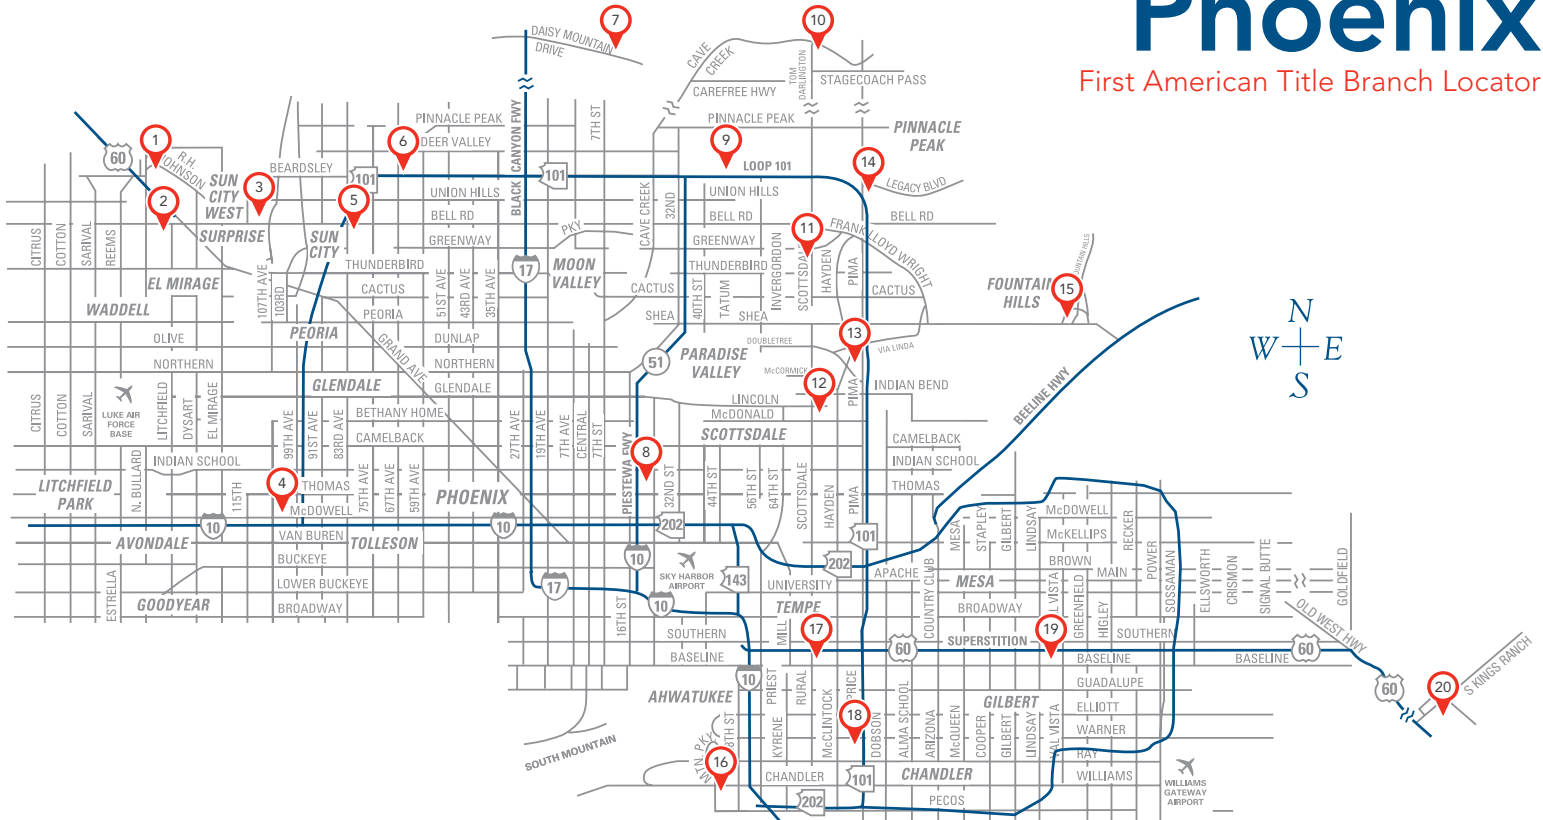 Phoenix
First American Title Branch Locator
7
10
DAISY MOUNTAIN
DRIVE
CAVE
CREEK
TOM
DARLINGTON
STAGECOACH PASS
CAREFREE HWY
PINNACLE PEAK
PINNACLE PEAK
PINNACLE
PEAK
7TH ST
BLACK CANYON FWY
1
6
DEER VALLEY
9
LOOP 101
14
60
R.H.
JOHNSON
BEARDSLEY
101
101
LEGACY BLVD
SUN
CITY
WEST
3
5
2
UNION HILLS
UNION HILLS
BELL RD
BELL RD
BELL RD
SURPRISE
SUN
CITY
GREENWAY
PKY
CAVE CREEK
32ND
GREENWAY
11
FRANK LLOYD WRIGHT
CITRUS
COTTON
SARIVAL
REEMS
THUNDERBIRD
17
MOON
VALLEY
THUNDERBIRD
INVERGORDON
HAYDEN
PIMA
EL MIRAGE
107TH AVE
103RD
CACTUS
51ST AVE
43RD AVE
35TH AVE
CACTUS
40TH ST
TATUM
CACTUS
FOUNTAIN
HILLS
15
WADDELL
PEORIA
SHEA
SHEA
N
W
E
S
PEORIA
OLIVE
DUNLAP
GRAND AVE
DOUBLETREE
13
VIA LINDA
NORTHERN
NORTHERN
51
PARADISE
VALLEY
McCORMICK
12
GLENDALE
GLENDALE
PIMA
INDIAN BEND
BEELINE HWY
LUKE AIR
FORCE
BASE
CITRUS
COTTON
SARIVAL
LITCHFIELD
DYSART
EL MIRAGE
LINCOLN
McDONALD
99TH AVE
91ST AVE
83RD AVE
BETHANY HOME
27TH AVE
19TH AVE
7TH AVE
CENTRAL
7TH ST
CAMELBACK
SCOTTSDALE
CAMELBACK
PIESTEWA FWY
8
INDIAN SCHOOL
INDIAN SCHOOL
N. BULLARD
115TH
4
THOMAS
75TH AVE
67TH AVE
59TH AVE
32ND ST
44TH ST
56TH ST
64TH ST
SCOTTSDALE
HAYDEN
PIMA
THOMAS
LITCHFIELD
PARK
PHOENIX
McDOWELL
McDOWELL
10
10
202
101
MESA
STAPLEY
GILBERT
LINDSAY
RECKER
POWER
McKELLIPS
VAN BUREN
AVONDALE
TOLLESON
BUCKEYE
10
SKY HARBOR
AIRPORT
143
202
BROWN
MAIN
APACHE
COUNTRY CLUB
MESA
LOWER BUCKEYE
17
UNIVERSITY
ESTRELLA
GOODYEAR
BROADWAY
16TH ST
10
TEMPE
BROADWAY
GREENFIELD
HIGLEY
SOSSAMAN
ELLSWORTH
CRISMON
SIGNAL BUTTE
GOLDFIELD
OLD WEST HWY
SOUTHERN
MILL
17
SUPERSTITION
19
SOUTHERN
BASELINE
60
BASELINE
BASELINE
60
10
PRIEST
RURAL
PRICE
GUADALUPE
60
20
S KINGS RANCH
AHWATUKEE
KYRENE
McCLINTOCK
18
DOBSON
ALMA SCHOOL
ARIZONA
McQUEEN
COOPER
GILBERT
GILBERT
LINDSAY
VAL VISTA
ELLIOTT
WARNER
SOUTH MOUNTAIN
RAY
MTN. PKY
16
CHANDLER
101
CHANDLER
WILLIAMS
WILLIAMS
GATEWAY
AIRPORT
202
PECOS